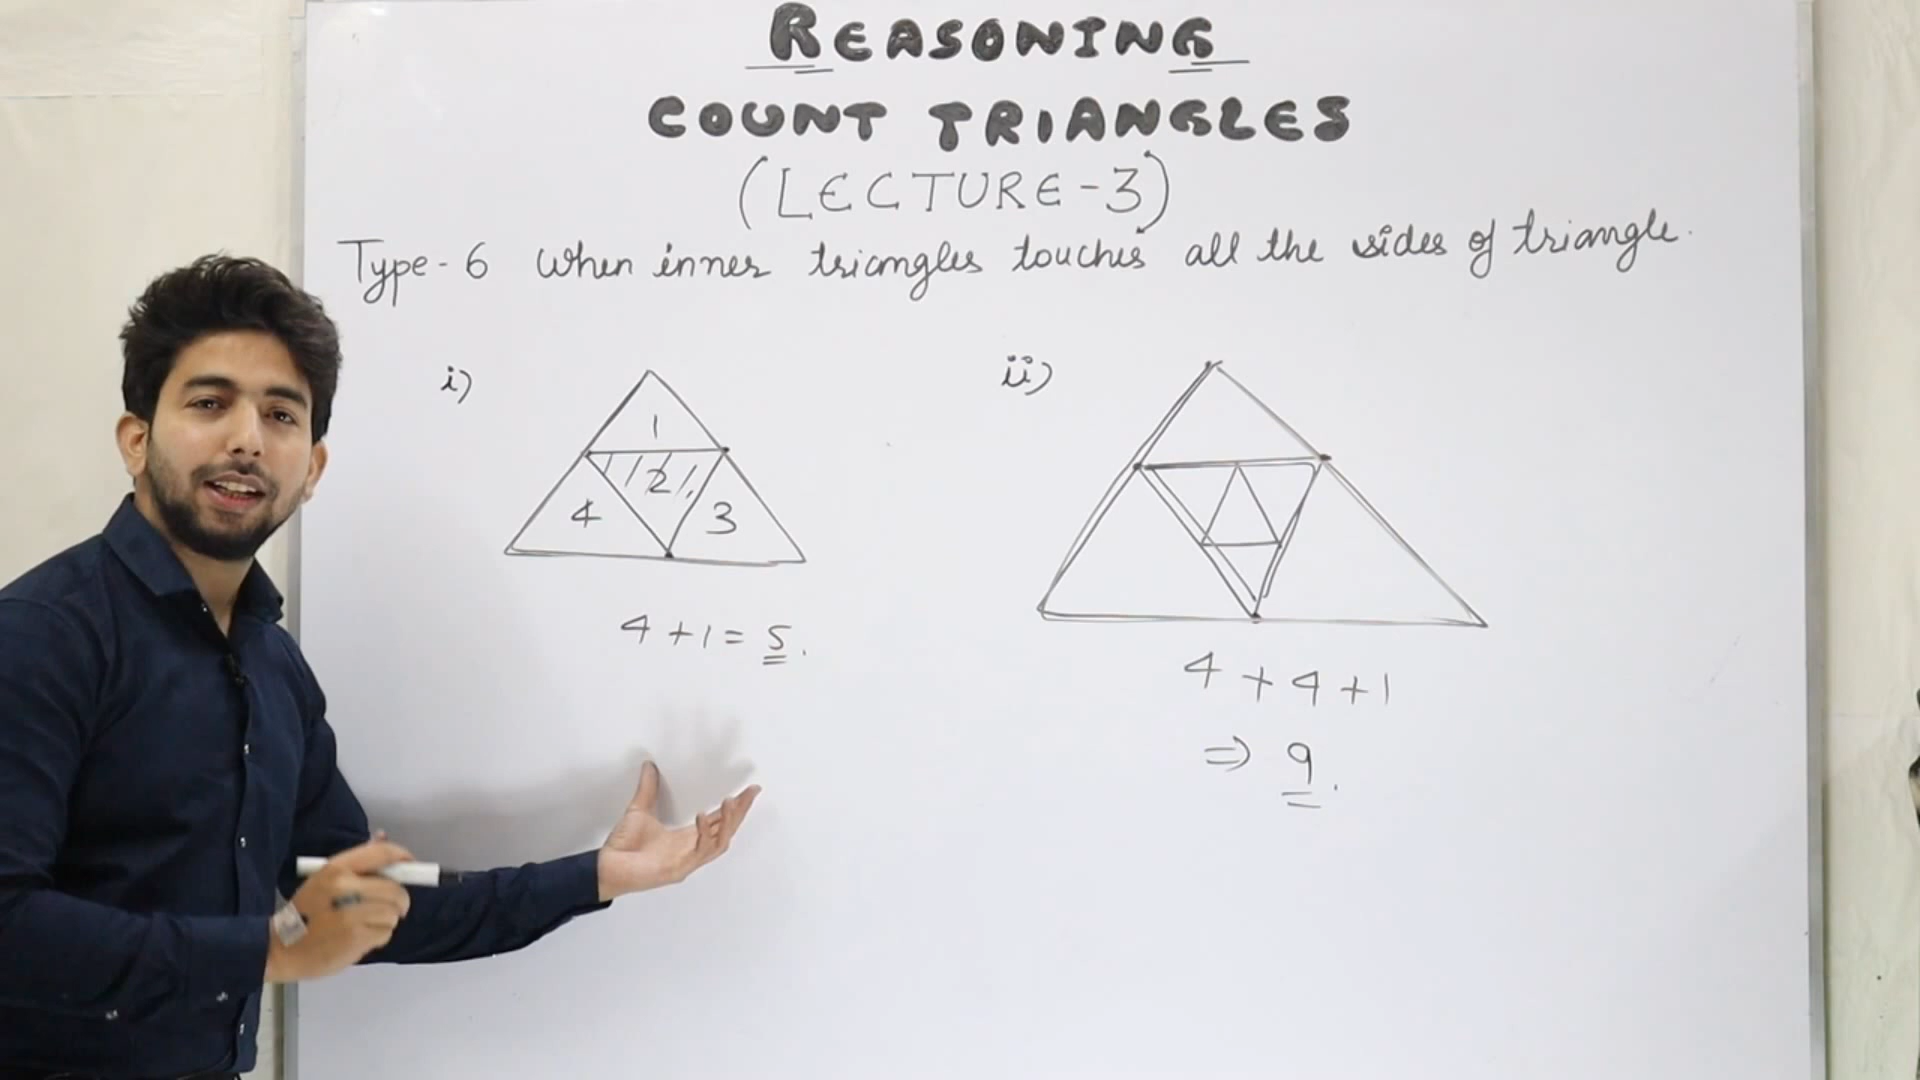 REASONING
COUNT TRIANGLES
(LECTURE-3)
Type-6 When inner triangles touches all the sides of triangle.
i)
ii)
1
2
4
3
4+1=5.
4+4+1
⇒ 9.